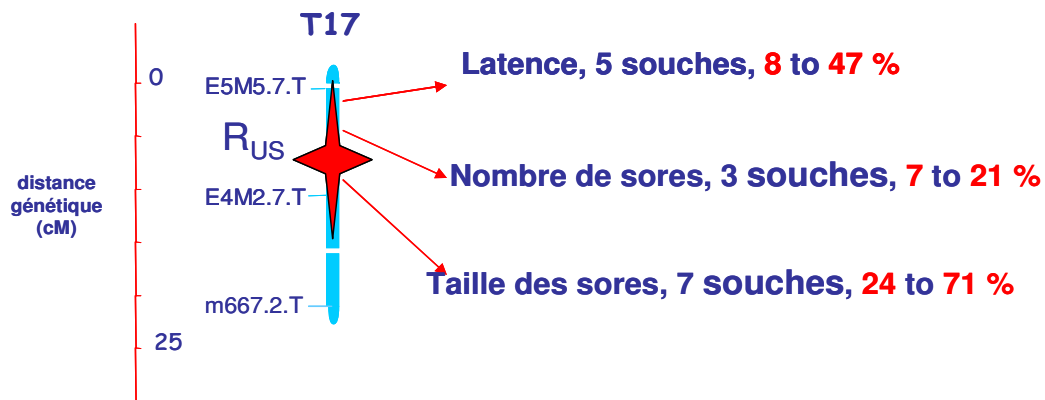 T17
0
E5M5.7.T
Latence, 5 souches, 8 to 47 %
RUS
Nombre de sores, 3 souches, 7 to 21 %
distance
génétique
(cM)
E4M2.7.T
Taille des sores, 7 souches, 24 to 71 %
m667.2.T
25